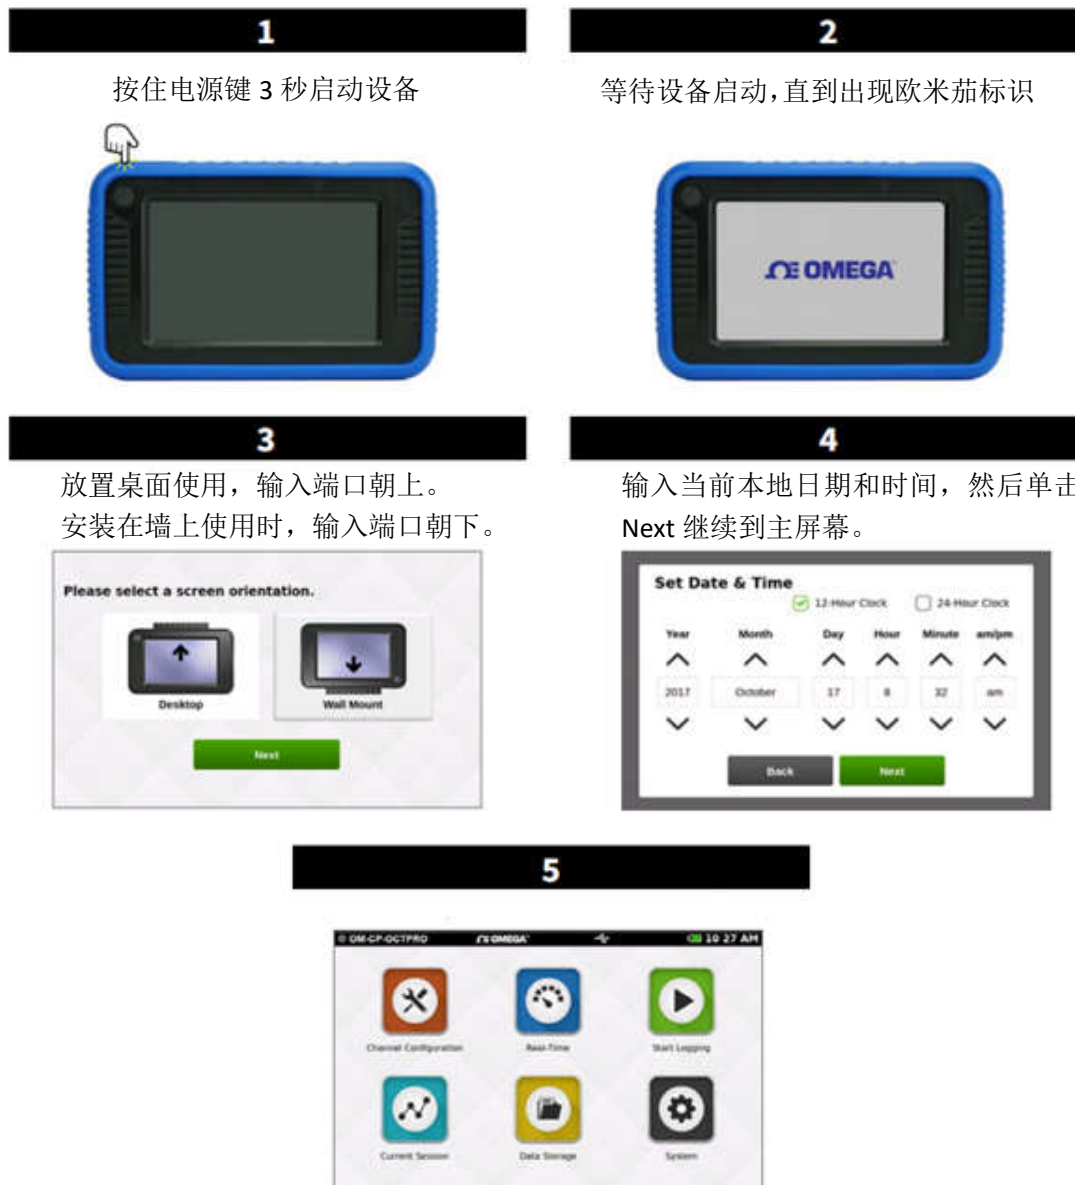 1
按住电源键 3 秒启动设备
2
等待设备启动，直到出现欧米茄标识
OMEGA
3
放置桌面使用，输入端口朝上。
安装在墙上使用时，输入端口朝下。
Please select a screen orientation.
Desktop
Wall Mount
Next
4
输入当前本地日期和时间，然后单击
Next 继续到主屏幕。
Set Date & Time
12-Hour Clock
24-Hour Clock
Year Month Day Hour Minute am/pm
2017 October 17 8 32 am
Back
Next
5
OM-CP-OCTPRO OMEGA 10:27 AM
Channel Configuration
Real-Time
Start Logging
Current Session
Data Storage
System